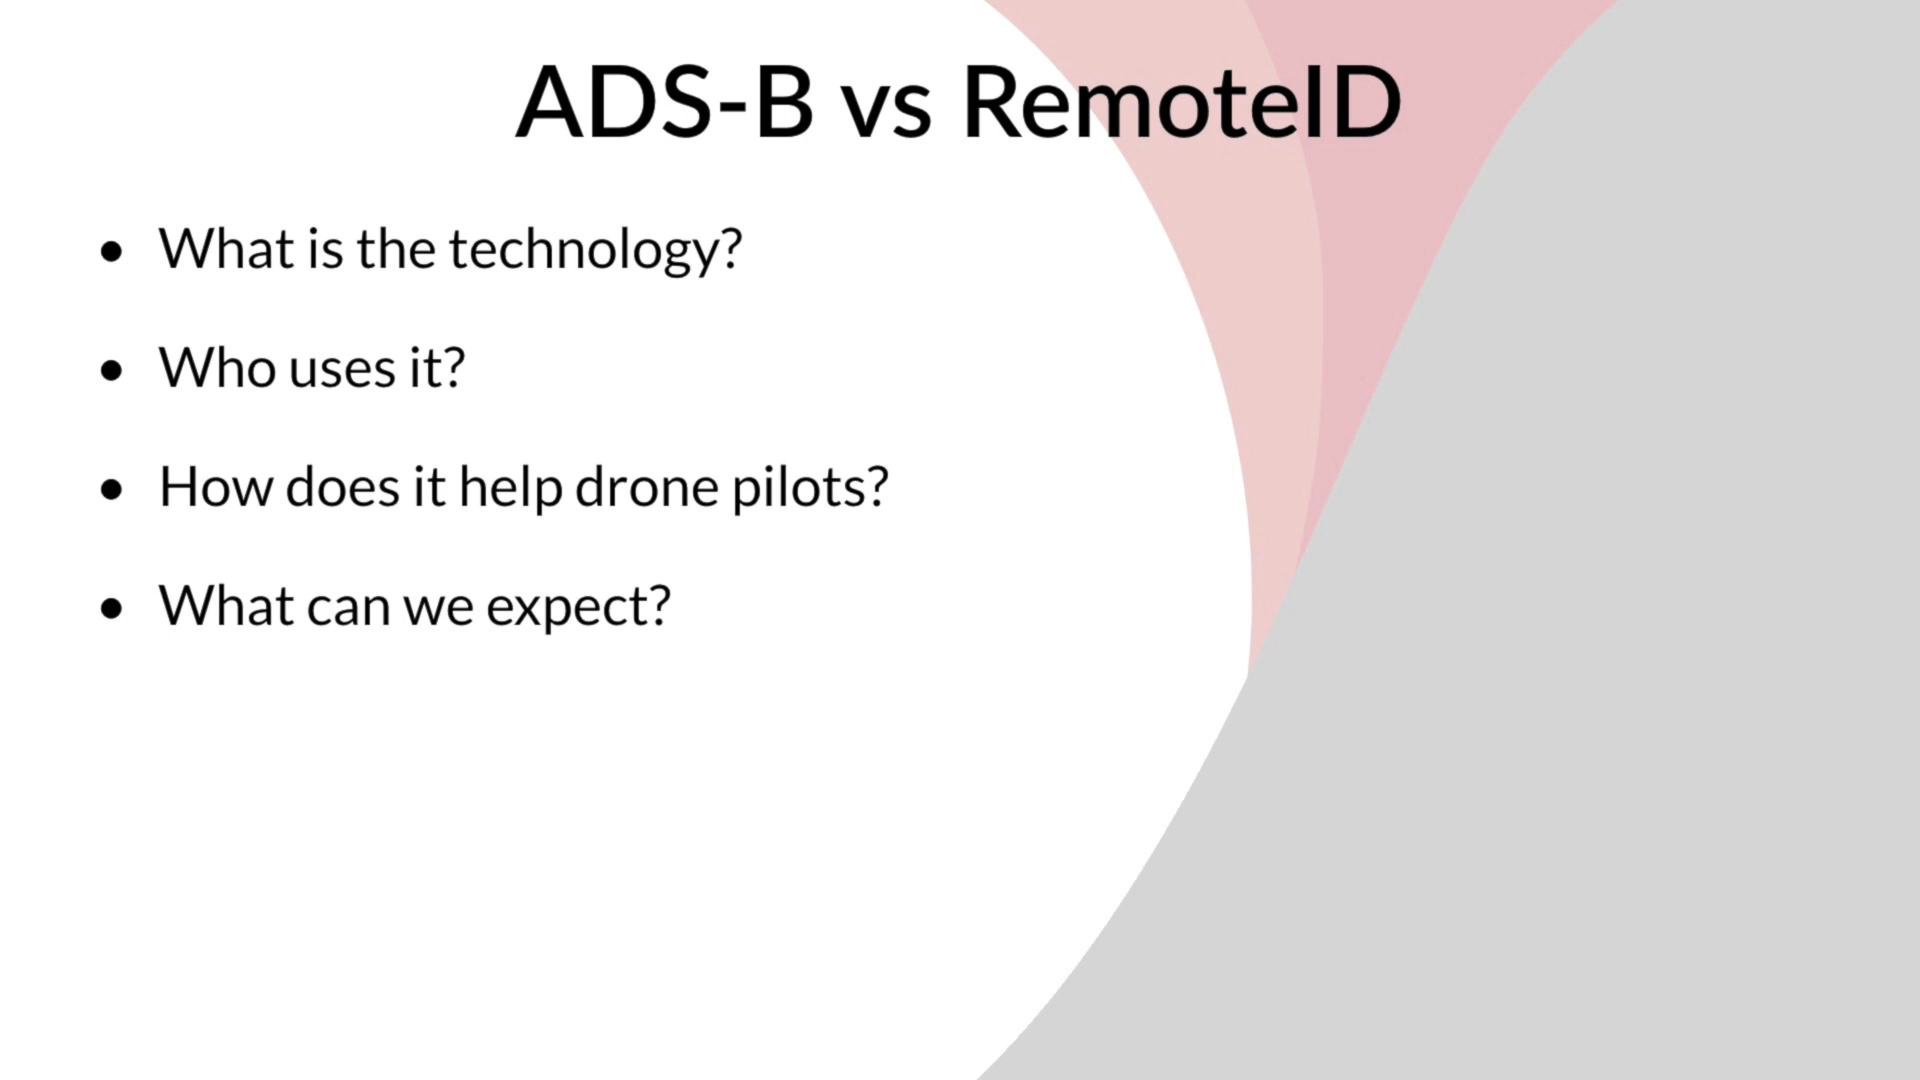 ADS-B vs RemoteID
• What is the technology?
• Who uses it?
• How does it help drone pilots?
• What can we expect?